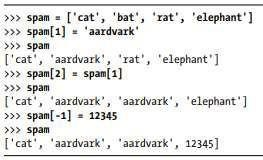 >>> spam = ['cat', 'bat', 'rat', 'elephant']
>>> spam[1] = 'aardvark'
>>> spam
['cat', 'aardvark', 'rat', 'elephant']
>>> spam[2] = spam[1]
>>> spam
['cat', 'aardvark', 'aardvark', 'elephant']
>>> spam[-1] = 12345
>>> spam
['cat', 'aardvark', 'aardvark', 12345]